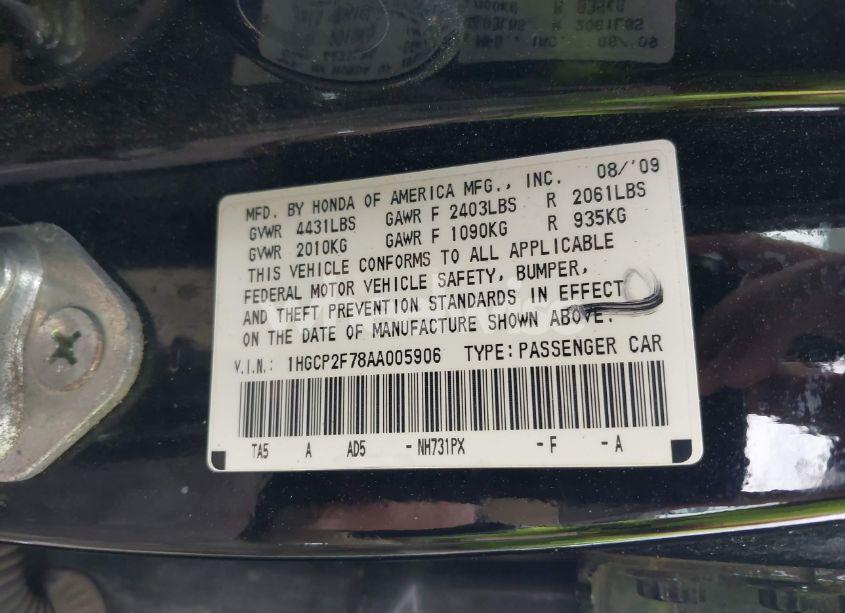 MFD. BY HONDA OF AMERICA MFG., INC. 08/'09
GVWR 4431LBS GAWR F 2403LBS R 2061LBS
GVWR 2010KG GAWR F 1090KG R 935KG
THIS VEHICLE CONFORMS TO ALL APPLICABLE
FEDERAL MOTOR VEHICLE SAFETY, BUMPER,
AND THEFT PREVENTION STANDARDS IN EFFECT
ON THE DATE OF MANUFACTURE SHOWN ABOVE.
V.I.N.: 1HGCP2F78AA005906 TYPE: PASSENGER CAR
TA5 A AD5 - NH731PX - F - A